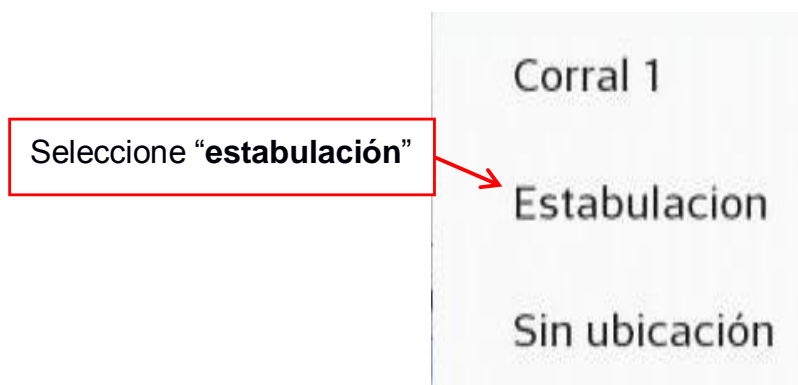 Corral 1
Seleccione “estabulación”
Estabulacion
Sin ubicación